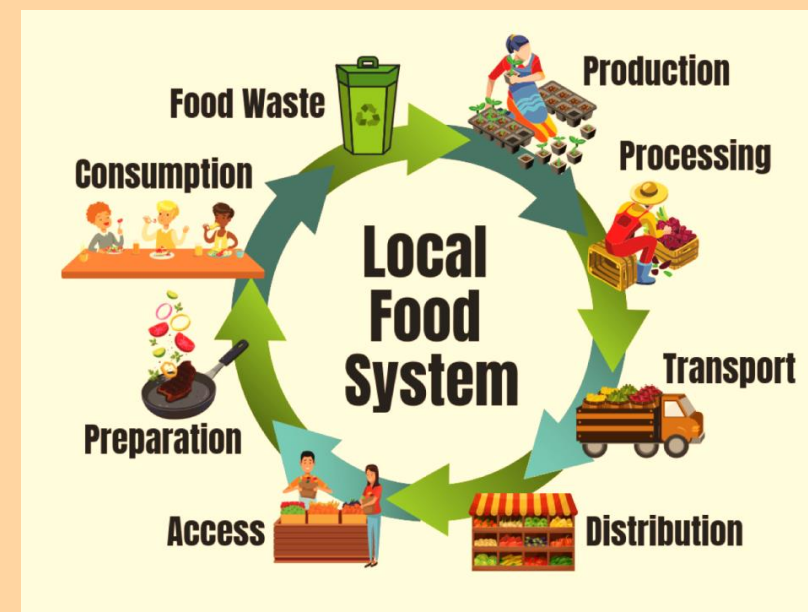 Local
Food
System
Production
Processing
Transport
Distribution
Access
Preparation
Consumption
Food Waste